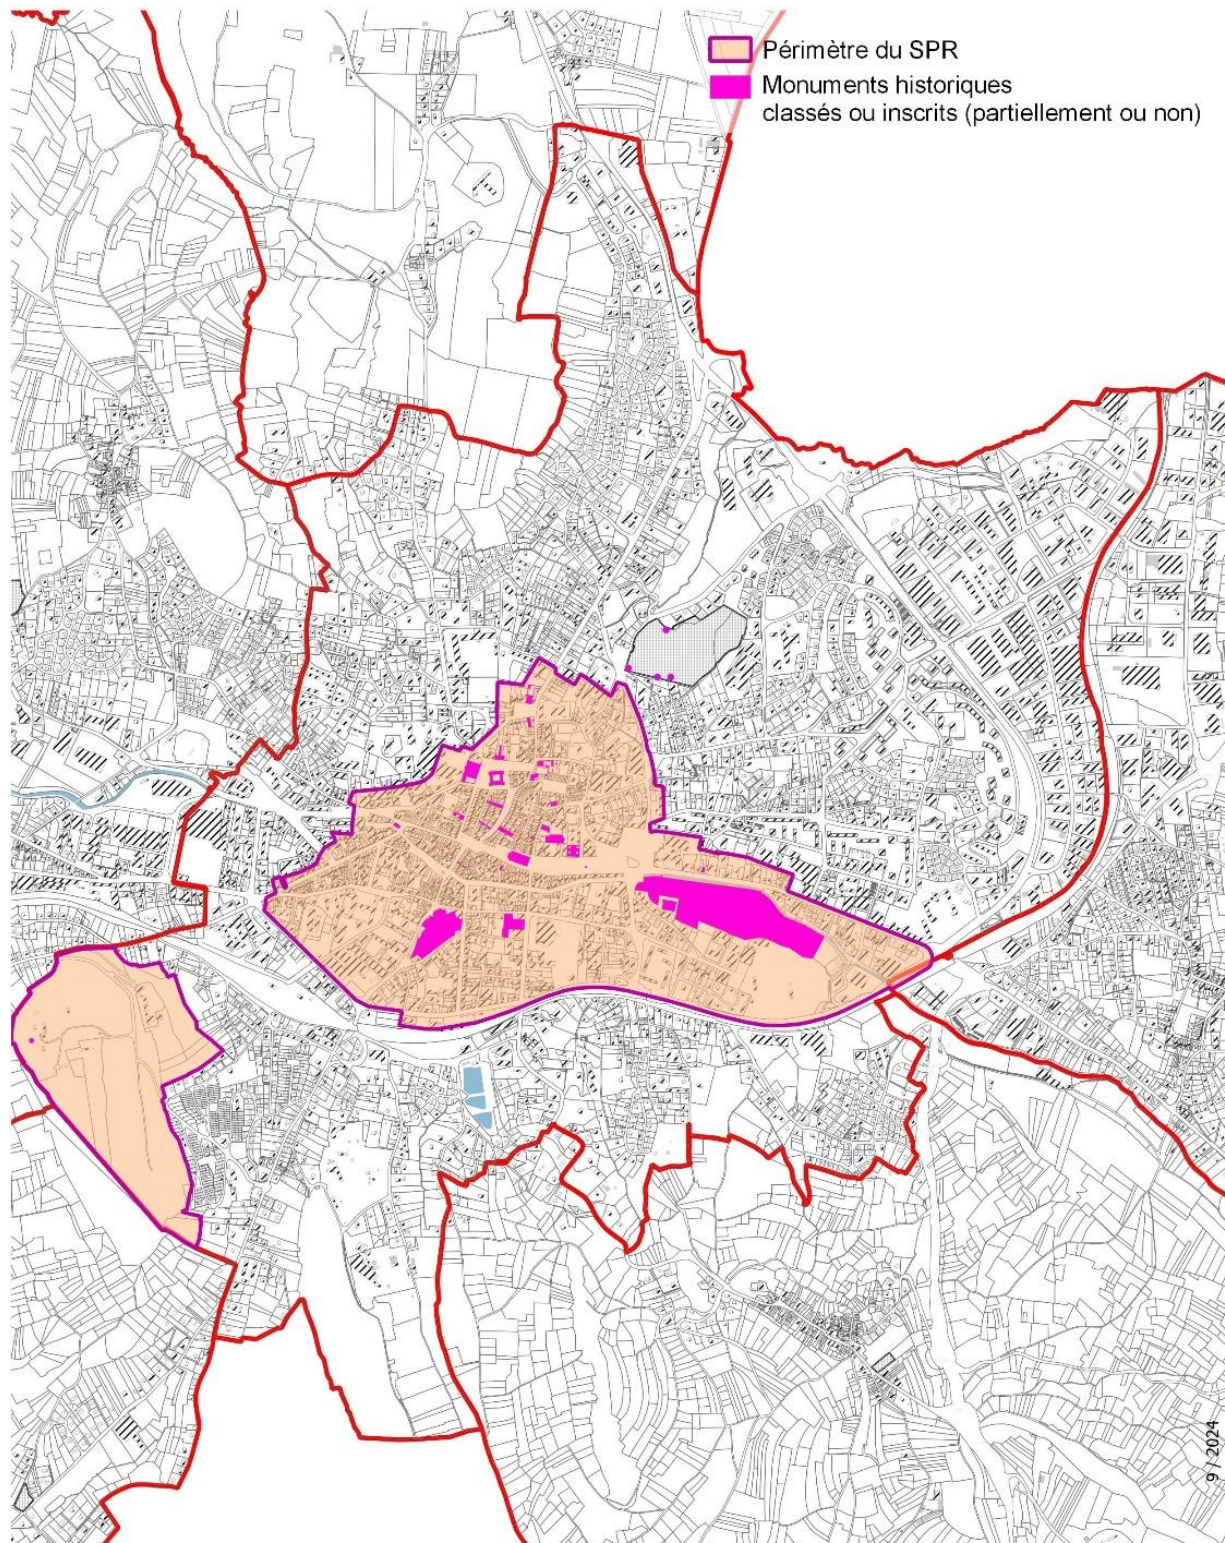 Périmètre du SPR
Monuments historiques
classés ou inscrits (partiellement ou non)
9 / 2024